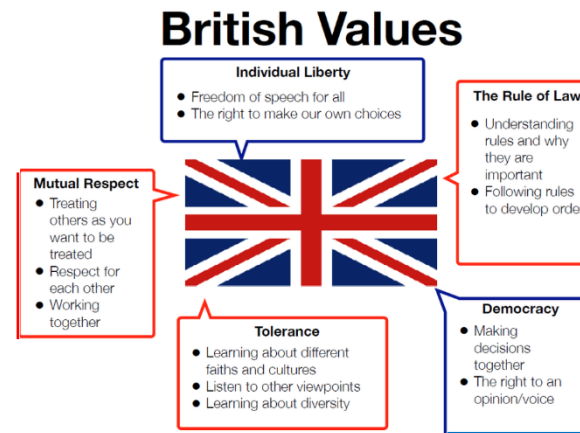 British Values
Individual Liberty
● Freedom of speech for all
● The right to make our own choices
The Rule of Law
● Understanding
rules and why
they are
important
● Following rules
to develop orde
Mutual Respect
● Treating
others as you
want to be
treated
● Respect for
each other
● Working
together
Tolerance
● Learning about different
faiths and cultures
● Listen to other viewpoints
● Learning about diversity
Democracy
● Making
decisions
together
● The right to an
opinion/voice